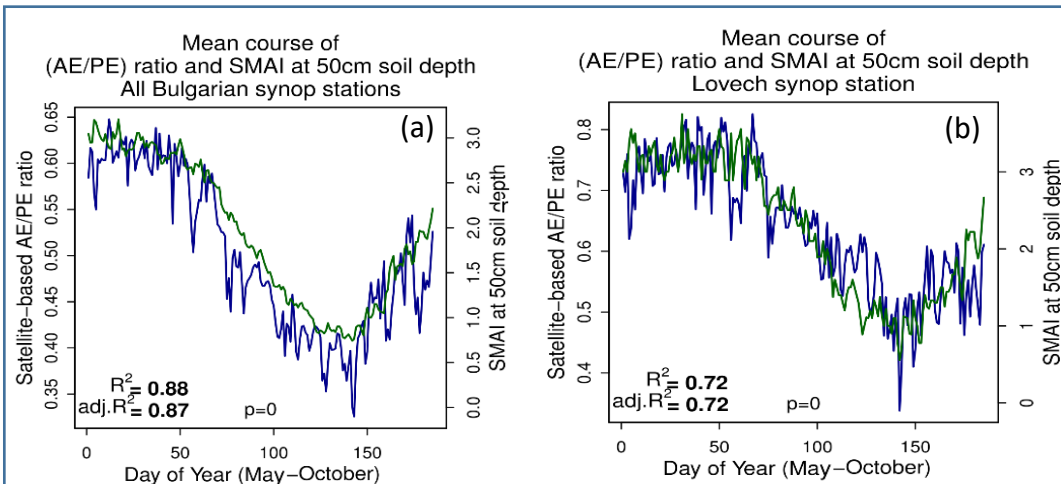 Mean course of
(AE/PE) ratio and SMAI at 50cm soil depth
All Bulgarian synop stations
(a)
Satellite−based AE/PE ratio
0.65
0.60
0.55
0.50
0.45
0.40
0.35
3.0
2.5
2.0
1.5
1.0
0.5
0.0
SMAI at 50cm soil depth
R²= 0.88
adj.R²= 0.87
p=0
0 50 100 150
Day of Year (May−October)
Mean course of
(AE/PE) ratio and SMAI at 50cm soil depth
Lovech synop station
(b)
Satellite−based AE/PE ratio
0.8
0.7
0.6
0.5
0.4
3
2
1
0
SMAI at 50cm soil depth
R²= 0.72
adj.R²= 0.72
p=0
0 50 100 150
Day of Year (May−October)